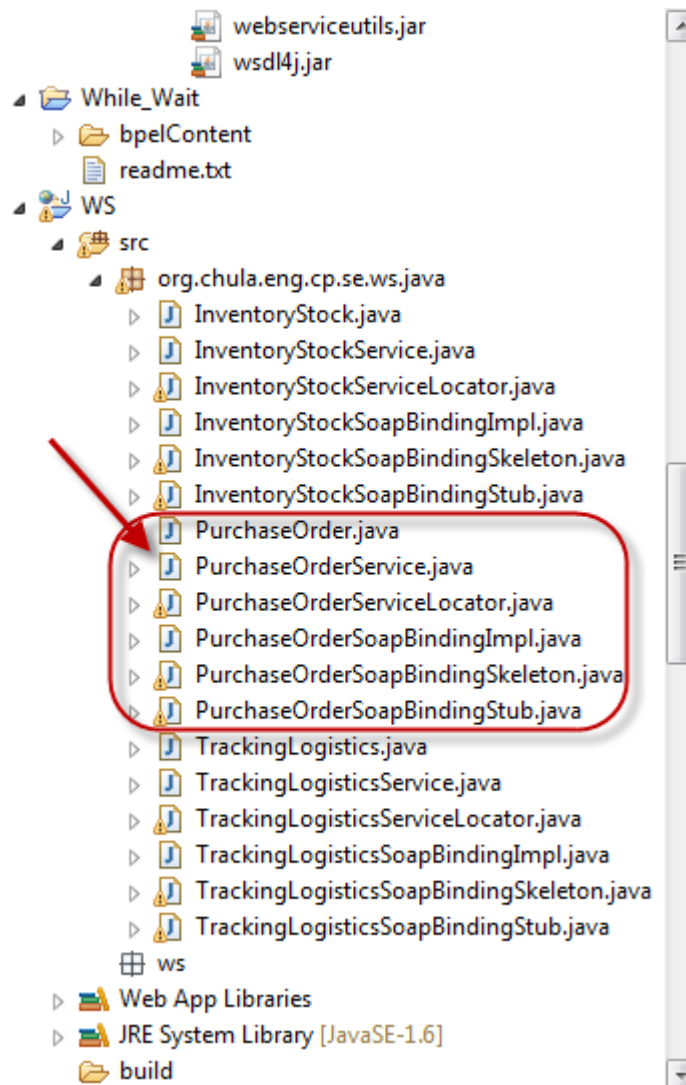 webserviceutils.jar
wsdl4j.jar
While_Wait
bpelContent
readme.txt
WS
src
org.chula.eng.cp.se.ws.java
InventoryStock.java
InventoryStockService.java
InventoryStockServiceLocator.java
InventoryStockSoapBindingImpl.java
InventoryStockSoapBindingSkeleton.java
InventoryStockSoapBindingStub.java
PurchaseOrder.java
PurchaseOrderService.java
PurchaseOrderServiceLocator.java
PurchaseOrderSoapBindingImpl.java
PurchaseOrderSoapBindingSkeleton.java
PurchaseOrderSoapBindingStub.java
TrackingLogistics.java
TrackingLogisticsService.java
TrackingLogisticsServiceLocator.java
TrackingLogisticsSoapBindingImpl.java
TrackingLogisticsSoapBindingSkeleton.java
TrackingLogisticsSoapBindingStub.java
ws
Web App Libraries
JRE System Library [JavaSE-1.6]
build